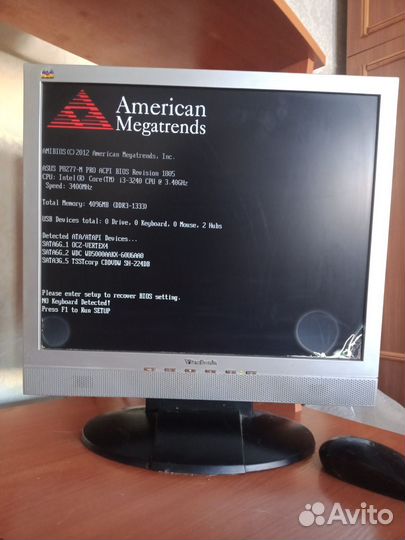 American
Megatrends
AMIBIOS(C)2012 American Megatrends, Inc.
ASUS P8Z77-M PRO ACPI BIOS Revision 1805
CPU: Intel(R) Core(TM) i3-3240 CPU @ 3.40GHz
Speed: 3400MHz
Total Memory: 4096MB (DDR3-1333)
USB Devices total: 0 Drive, 0 Keyboard, 0 Mouse, 2 Hubs
Detected ATA/ATAPI Devices...
SATA6G_1 OCZ-VERTEX4
SATA6G_2 WDC WD5000AAKX-60U6AA0
SATA3G_5 TSSTcorp CDDVDW SH-224DB
Please enter setup to recover BIOS setting.
NO Keyboard Detected!
Press F1 to Run SETUP
ViewSonic
Avito